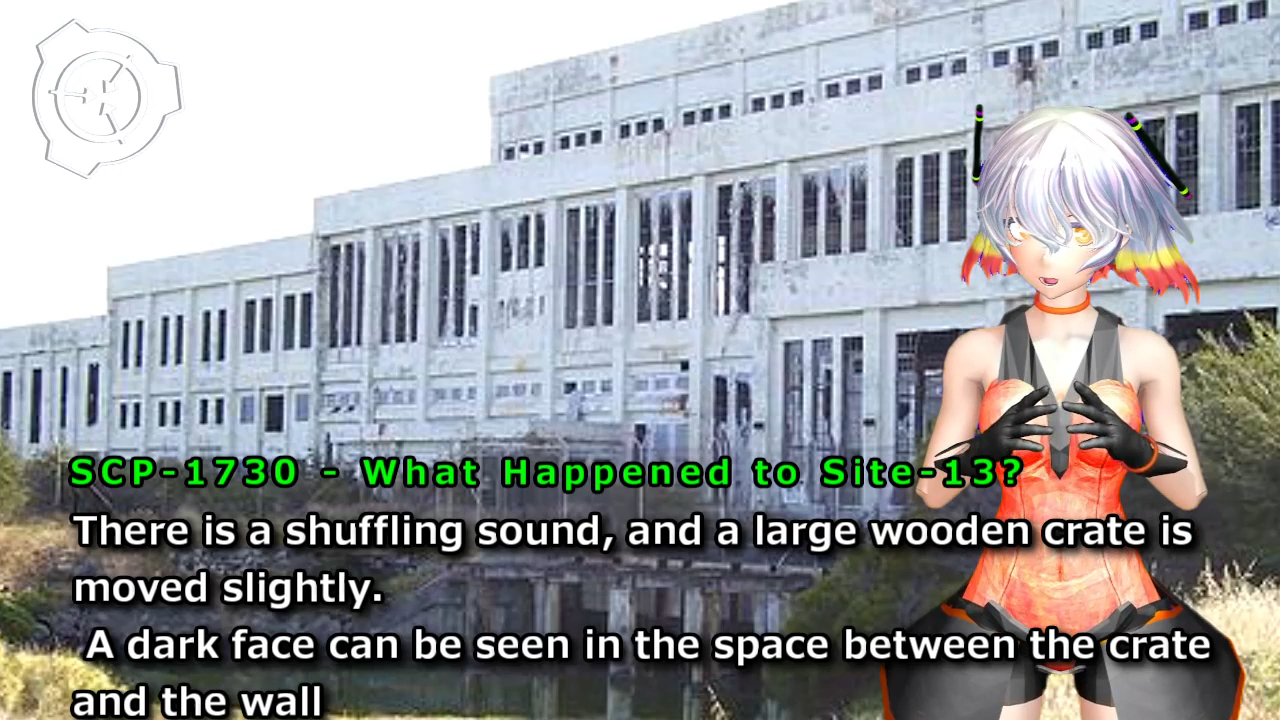 SCP-1730 - What Happened to Site-13?
There is a shuffling sound, and a large wooden crate is
moved slightly.
A dark face can be seen in the space between the crate
and the wall